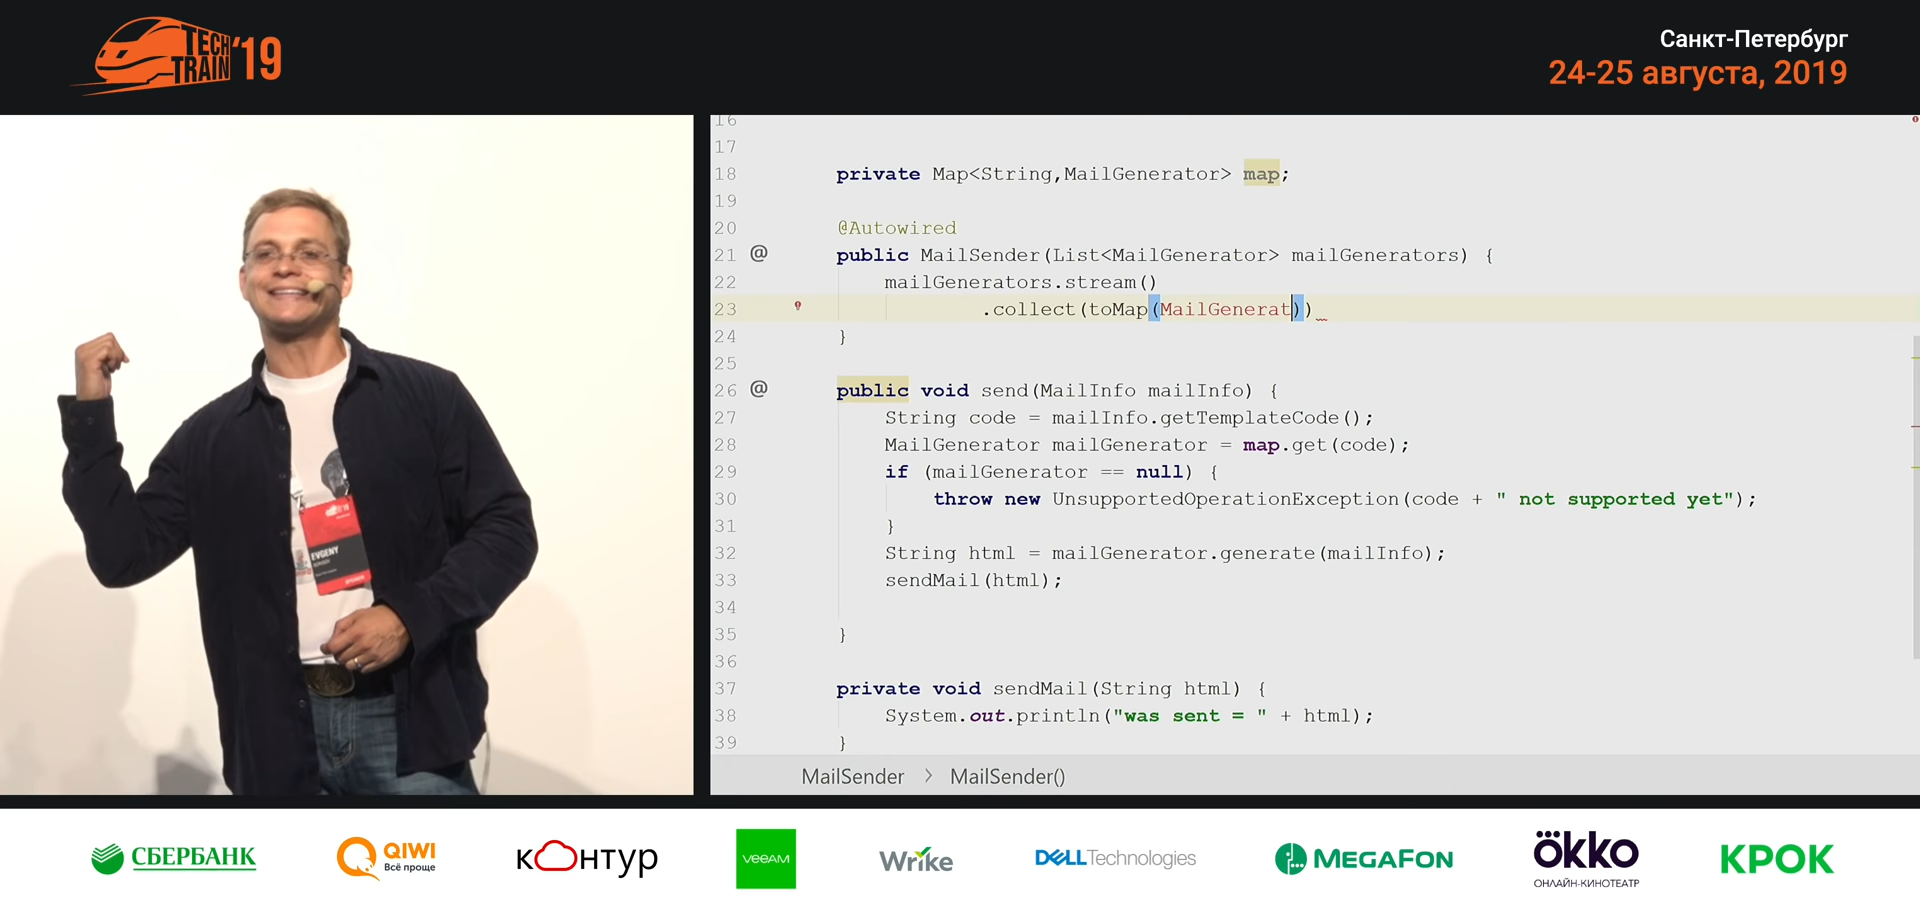 TECH TRAIN '19
Санкт-Петербург
24-25 августа, 2019
EVGENY
16
17
18 private Map<String,MailGenerator> map;
19
20 @Autowired
21 @ public MailSender(List<MailGenerator> mailGenerators) {
22 mailGenerators.stream()
23 .collect(toMap(MailGenerat))
24 }
25
26 @ public void send(MailInfo mailInfo) {
27 String code = mailInfo.getTemplateCode();
28 MailGenerator mailGenerator = map.get(code);
29 if (mailGenerator == null) {
30 throw new UnsupportedOperationException(code + " not supported yet");
31 }
32 String html = mailGenerator.generate(mailInfo);
33 sendMail(html);
34
35 }
36
37 private void sendMail(String html) {
38 System.out.println("was sent = " + html);
39 }
MailSender > MailSender()
СБЕРБАНК
QIWI
Всё проще
контур
veeAM
Wrike
DELLTechnologies
MEGAFON
ökko
ОНЛАЙН-КИНОТЕАТР
КРОК